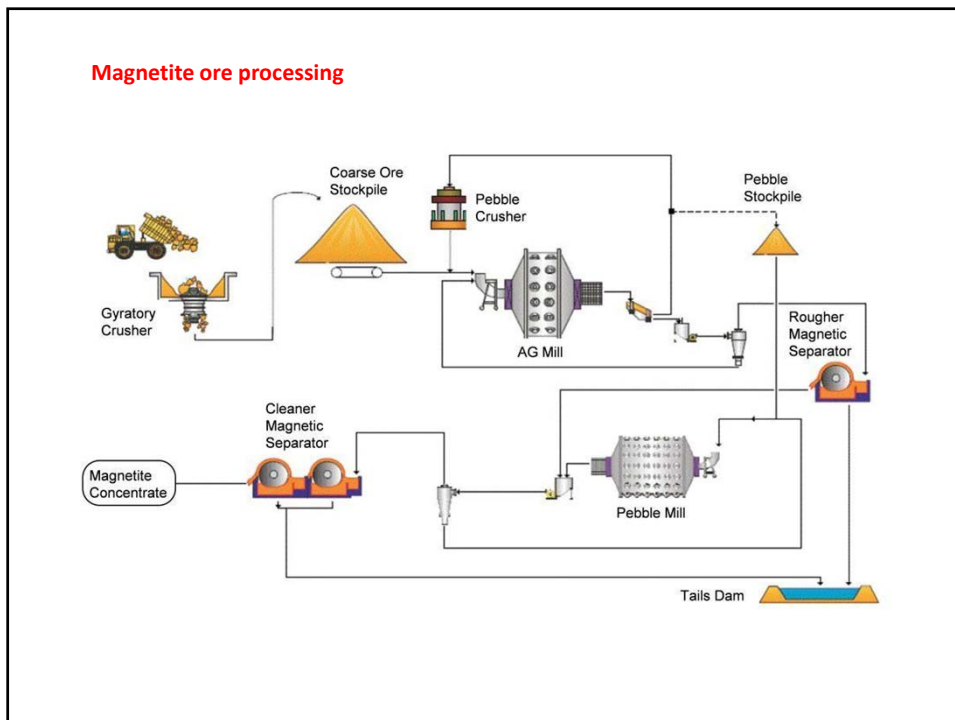 Magnetite ore processing
Coarse Ore
Stockpile
Pebble
Crusher
Pebble
Stockpile
Gyratory
Crusher
AG Mill
Rougher
Magnetic
Separator
Cleaner
Magnetic
Separator
Magnetite
Concentrate
Pebble Mill
Tails Dam